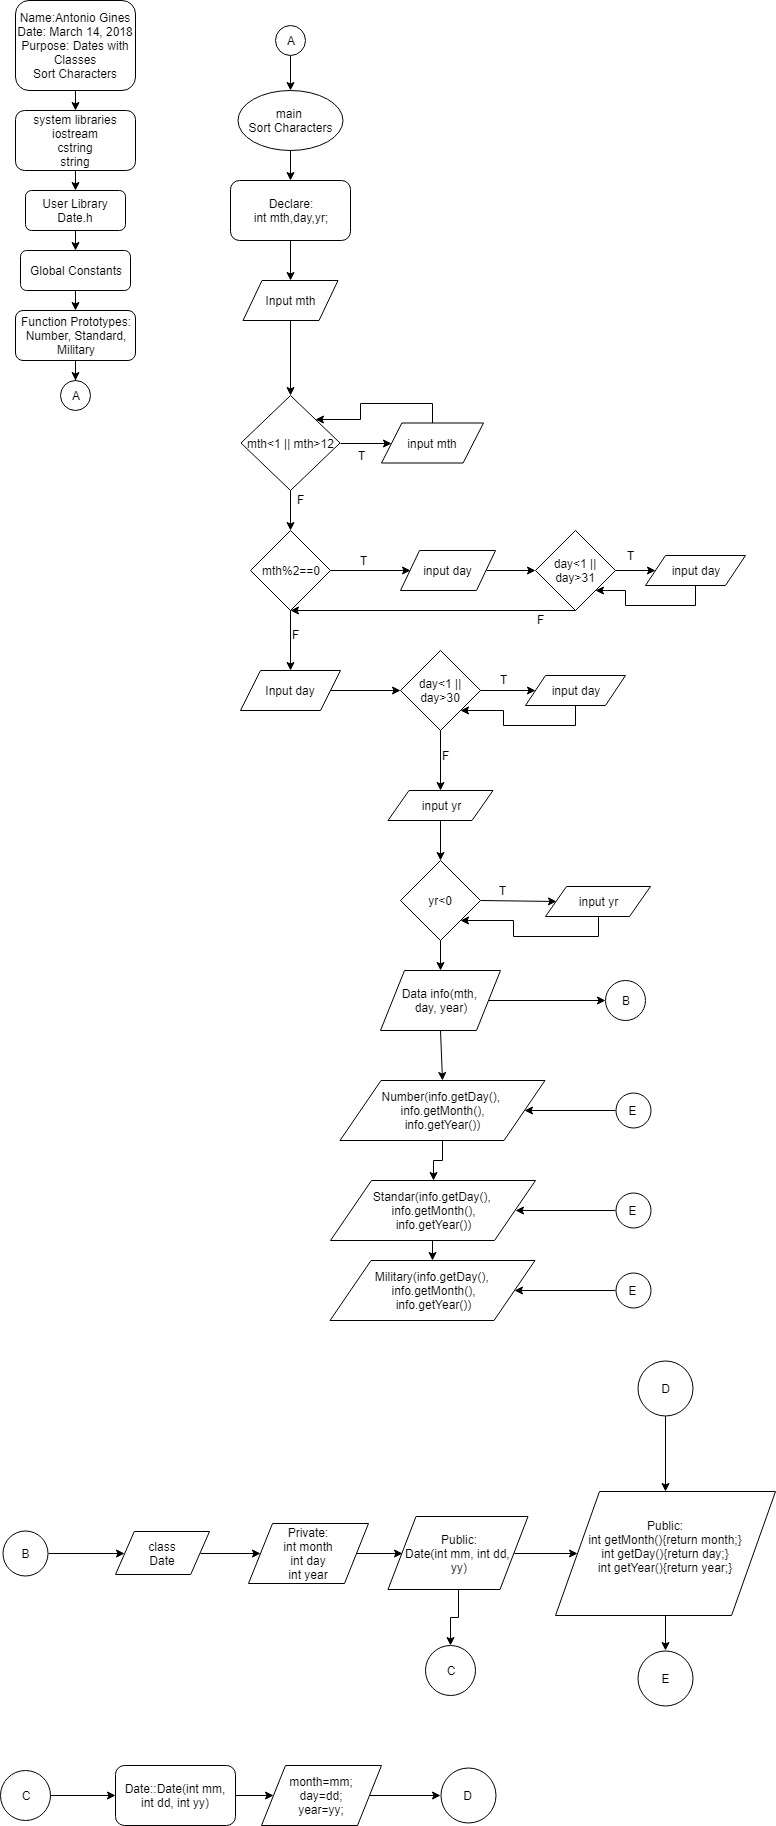 Name:Antonio Gines
Date: March 14, 2018
Purpose: Dates with
Classes
Sort Characters
system libraries
iostream
cstring
string
User Library
Date.h
Global Constants
Function Prototypes:
Number, Standard,
Military
A
A
main
Sort Characters
Declare:
int mth,day,yr;
Input mth
mth<1 || mth>12
T
input mth
F
mth%2==0
T
input day
day<1 ||
day>31
T
input day
F
F
Input day
day<1 ||
day>30
T
input day
F
input yr
yr<0
T
input yr
Data info(mth,
day, year)
B
Number(info.getDay(),
info.getMonth(),
info.getYear())
E
Standar(info.getDay(),
info.getMonth(),
info.getYear())
E
Military(info.getDay(),
info.getMonth(),
info.getYear())
E
D
B
class
Date
Private:
int month
int day
int year
Public:
Date(int mm, int dd,
yy)
Public:
int getMonth(){return month;}
int getDay(){return day;}
int getYear(){return year;}
C
E
C
Date::Date(int mm,
int dd, int yy)
month=mm;
day=dd;
year=yy;
D